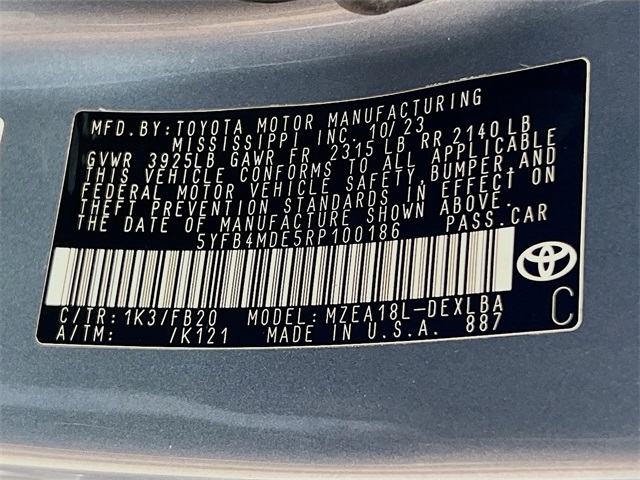 MFD. BY: TOYOTA MOTOR MANUFACTURING
MISSISSIPPI INC. 10/23
GVWR 3925LB GAWR FR 2315 LB RR 2140 LB
THIS VEHICLE CONFORMS TO ALL APPLICABLE
FEDERAL MOTOR VEHICLE SAFETY, BUMPER, AND
THEFT PREVENTION STANDARDS IN EFFECT ON
THE DATE OF MANUFACTURE SHOWN ABOVE.
5YFB4MDE5RP100186 PASS. CAR
C/TR: 1K3/FB20 MODEL: MZEA18L-DEXLBA
A/TM: /K121 MADE IN U.S.A. 887
C